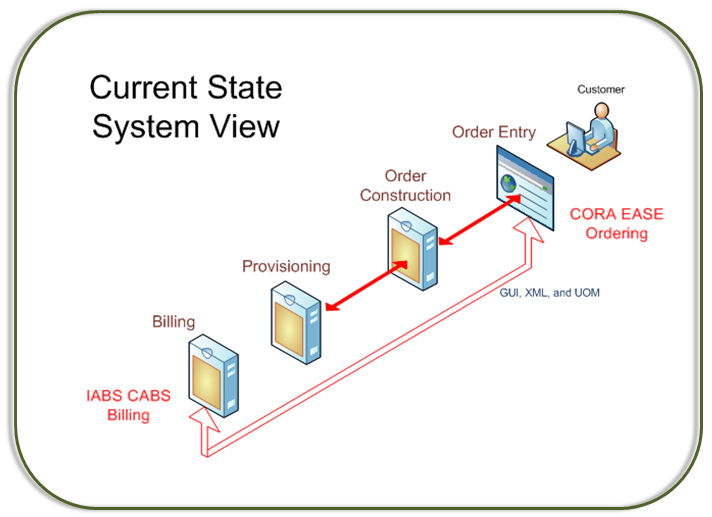 Current State
System View
Customer
Order Entry
Order
Construction
CORA EASE
Ordering
Provisioning
GUI, XML, and UOM
Billing
IABS CABS
Billing